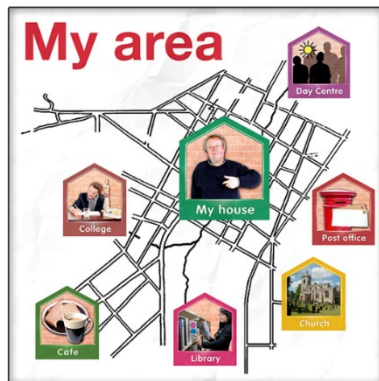 My area
Day Centre
My house
College
Post office
Church
Cafe
Library